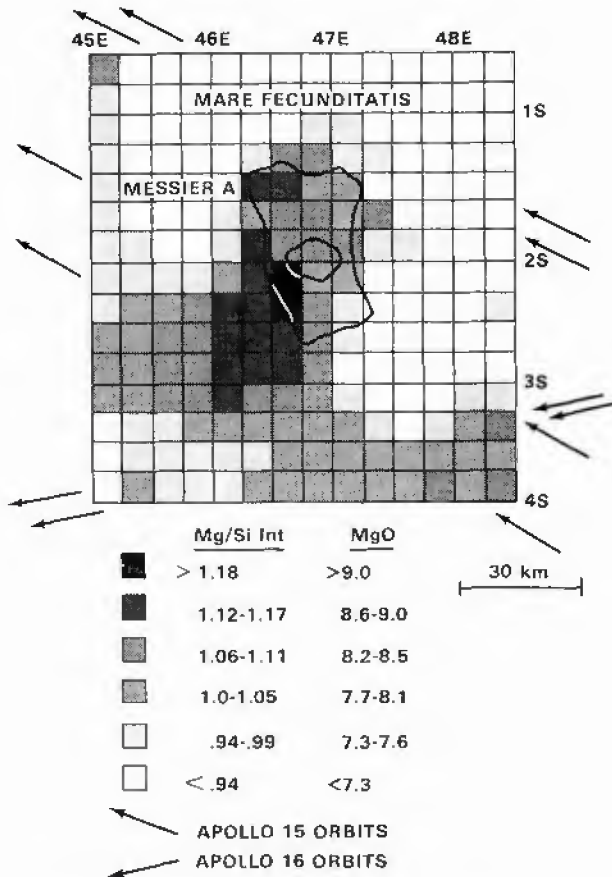 45E 46E 47E 48E
MARE FECUNDITATIS
1S
MESSIER A
2S
3S
4S
Mg/Si Int MgO
> 1.18 >9.0
1.12-1.17 8.6-9.0
1.06-1.11 8.2-8.5
1.0-1.05 7.7-8.1
.94-.99 7.3-7.6
< .94 <7.3
30 km
APOLLO 15 ORBITS
APOLLO 16 ORBITS